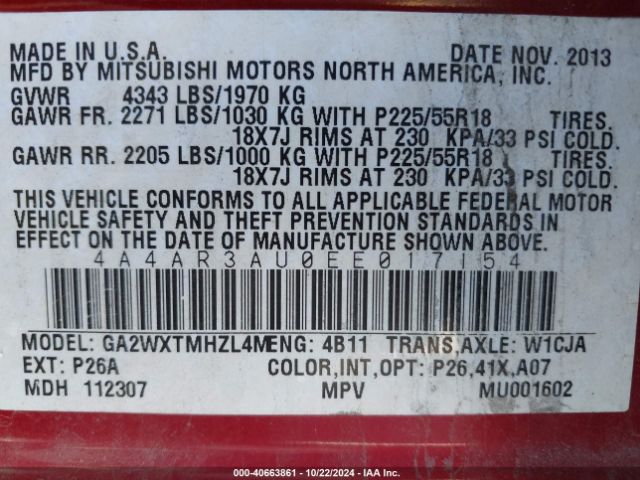 MADE IN U.S.A. DATE NOV. 2013
MFD BY MITSUBISHI MOTORS NORTH AMERICA, INC.
GVWR 4343 LBS/1970 KG
GAWR FR. 2271 LBS/1030 KG WITH P225/55R18 TIRES,
18X7J RIMS AT 230 KPA/33 PSI COLD.
GAWR RR. 2205 LBS/1000 KG WITH P225/55R18 TIRES,
18X7J RIMS AT 230 KPA/33 PSI COLD.
THIS VEHICLE CONFORMS TO ALL APPLICABLE FEDERAL MOTOR
VEHICLE SAFETY AND THEFT PREVENTION STANDARDS IN
EFFECT ON THE DATE OF MANUFACTURE SHOWN ABOVE.
4A4AR3AU0EE017154
MODEL: GA2WXTMHZL4M ENG: 4B11 TRANS,AXLE: W1CJA
EXT: P26A COLOR,INT,OPT: P26,41X,A07
MDH 112307 MPV MU001602
000-40663861 | 10/22/2024 | IAA Inc.